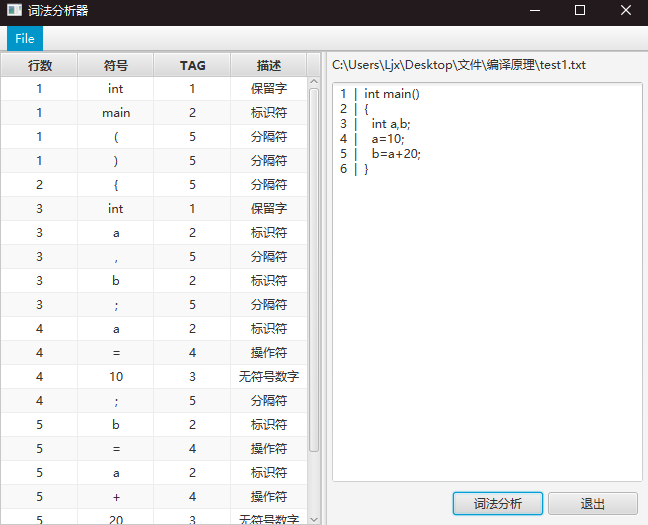 词法分析器
File
行数 符号 TAG 描述
1 int 1 保留字
1 main 2 标识符
1 ( 5 分隔符
1 ) 5 分隔符
2 { 5 分隔符
3 int 1 保留字
3 a 2 标识符
3 , 5 分隔符
3 b 2 标识符
3 ; 5 分隔符
4 a 2 标识符
4 = 4 操作符
4 10 3 无符号数字
4 ; 5 分隔符
5 b 2 标识符
5 = 4 操作符
5 a 2 标识符
5 + 4 操作符
5 20 3 无符号数字
C:\Users\Ljx\Desktop\文件\编译原理\test1.txt
1 | int main()
2 | {
3 |   int a,b;
4 |   a=10;
5 |   b=a+20;
6 | }
词法分析 退出